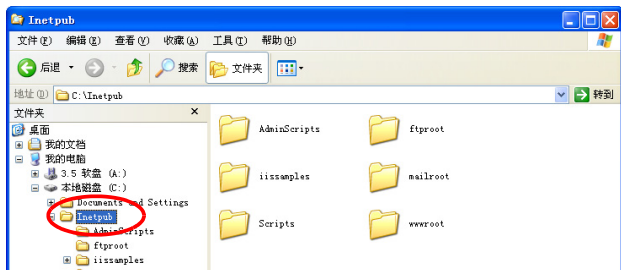 Inetpub
文件(F) 编辑(E) 查看(V) 收藏(A) 工具(T) 帮助(H)
后退 搜索 文件夹
地址(D) C:\Inetpub 转到
文件夹
桌面
我的文档
我的电脑
3.5 软盘 (A:)
本地磁盘 (C:)
Documents and Settings
Inetpub
AdminScripts
ftproot
iissamples
AdminScripts ftproot
iissamples mailroot
Scripts wwwroot